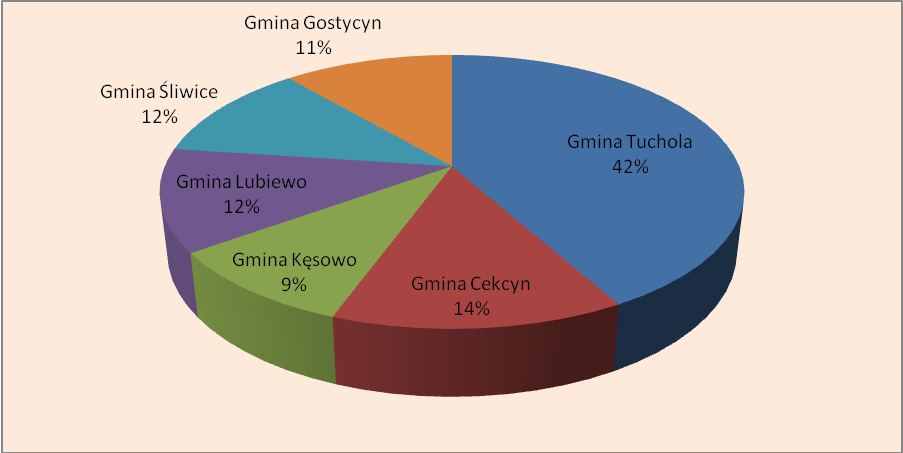 Gmina Gostycyn
11%
Gmina Śliwice
12%
Gmina Tuchola
42%
Gmina Lubiewo
12%
Gmina Kęsowo
9%
Gmina Cekcyn
14%